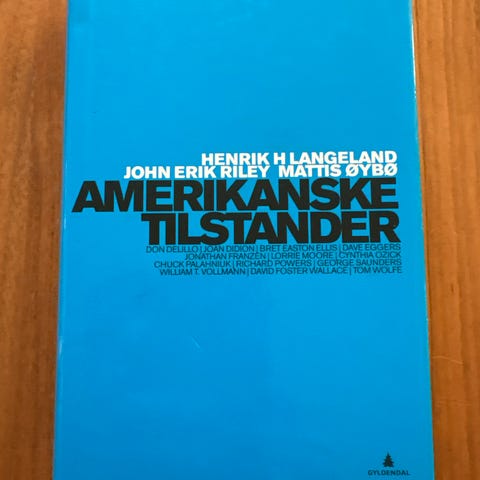 HENRIK H LANGELAND
JOHN ERIK RILEY MATTIS ØYBØ
AMERIKANSKE
TILSTANDER
DON DELILLO | JOAN DIDION | BRET EASTON ELLIS | DAVE EGGERS
JONATHAN FRANZEN | LORRIE MOORE | CYNTHIA OZICK
CHUCK PALAHNIUK | RICHARD POWERS | GEORGE SAUNDERS
WILLIAM T. VOLLMANN | DAVID FOSTER WALLACE | TOM WOLFE
GYLDENDAL